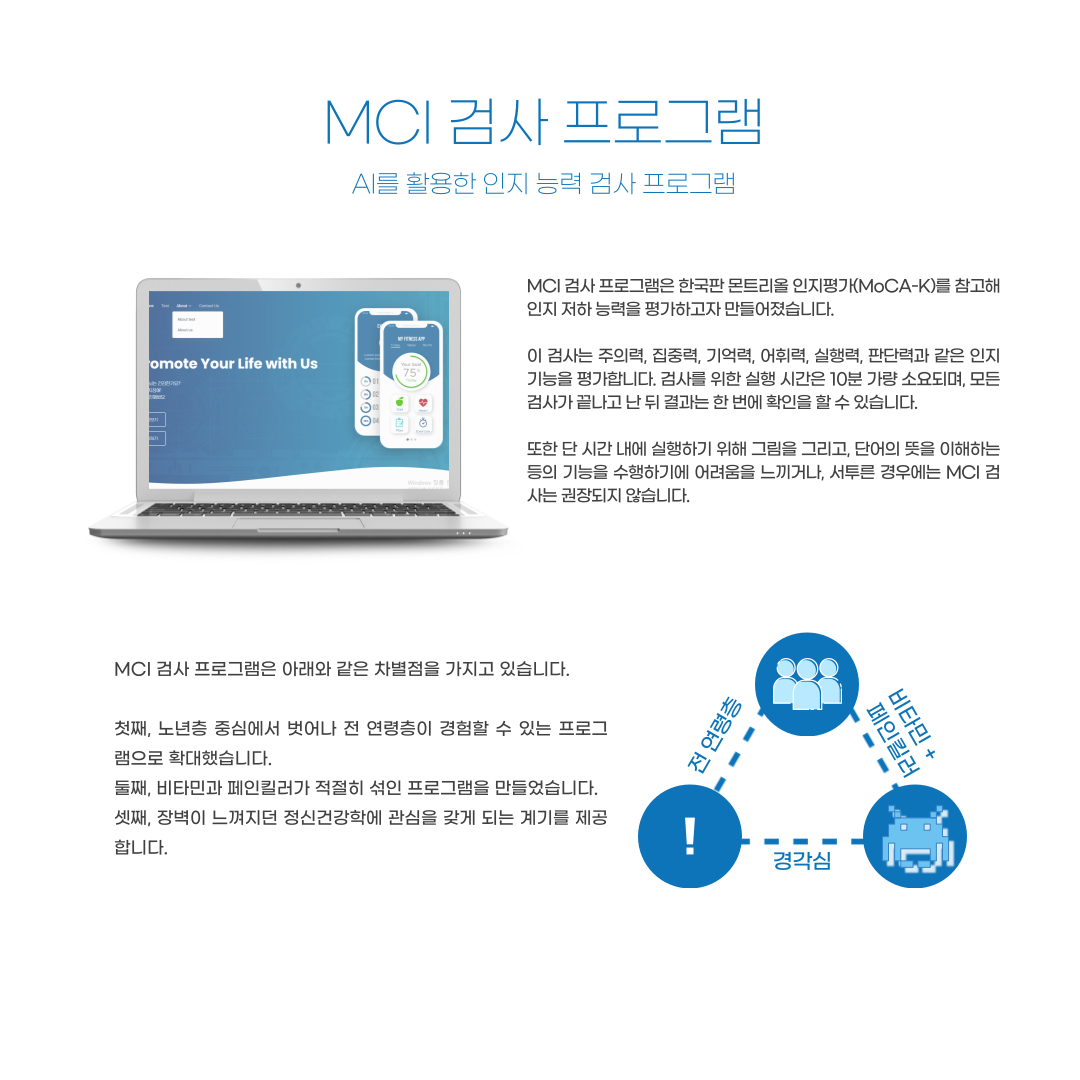 MCI 검사 프로그램
AI를 활용한 인지 능력 검사 프로그램
Test
About
Contact Us
About test
About us
romote Your Life with Us
MY FITNESS APP
75
01
02
03
04
Windows 정품
MCI 검사 프로그램은 한국판 몬트리올 인지평가(MoCA-K)를 참고해
인지 저하 능력을 평가하고자 만들어졌습니다.
이 검사는 주의력, 집중력, 기억력, 어휘력, 실행력, 판단력과 같은 인지
기능을 평가합니다. 검사를 위한 실행 시간은 10분 가량 소요되며, 모든
검사가 끝나고 난 뒤 결과는 한 번에 확인을 할 수 있습니다.
또한 단 시간 내에 실행하기 위해 그림을 그리고, 단어의 뜻을 이해하는
등의 기능을 수행하기에 어려움을 느끼거나, 서투른 경우에는 MCI 검
사는 권장되지 않습니다.
MCI 검사 프로그램은 아래와 같은 차별점을 가지고 있습니다.
첫째, 노년층 중심에서 벗어나 전 연령층이 경험할 수 있는 프로그
램으로 확대했습니다.
둘째, 비타민과 페인킬러가 적절히 섞인 프로그램을 만들었습니다.
셋째, 장벽이 느껴지던 정신건강학에 관심을 갖게 되는 계기를 제공
합니다.
전 연령층
비타민 +
페인킬러
!
경각심